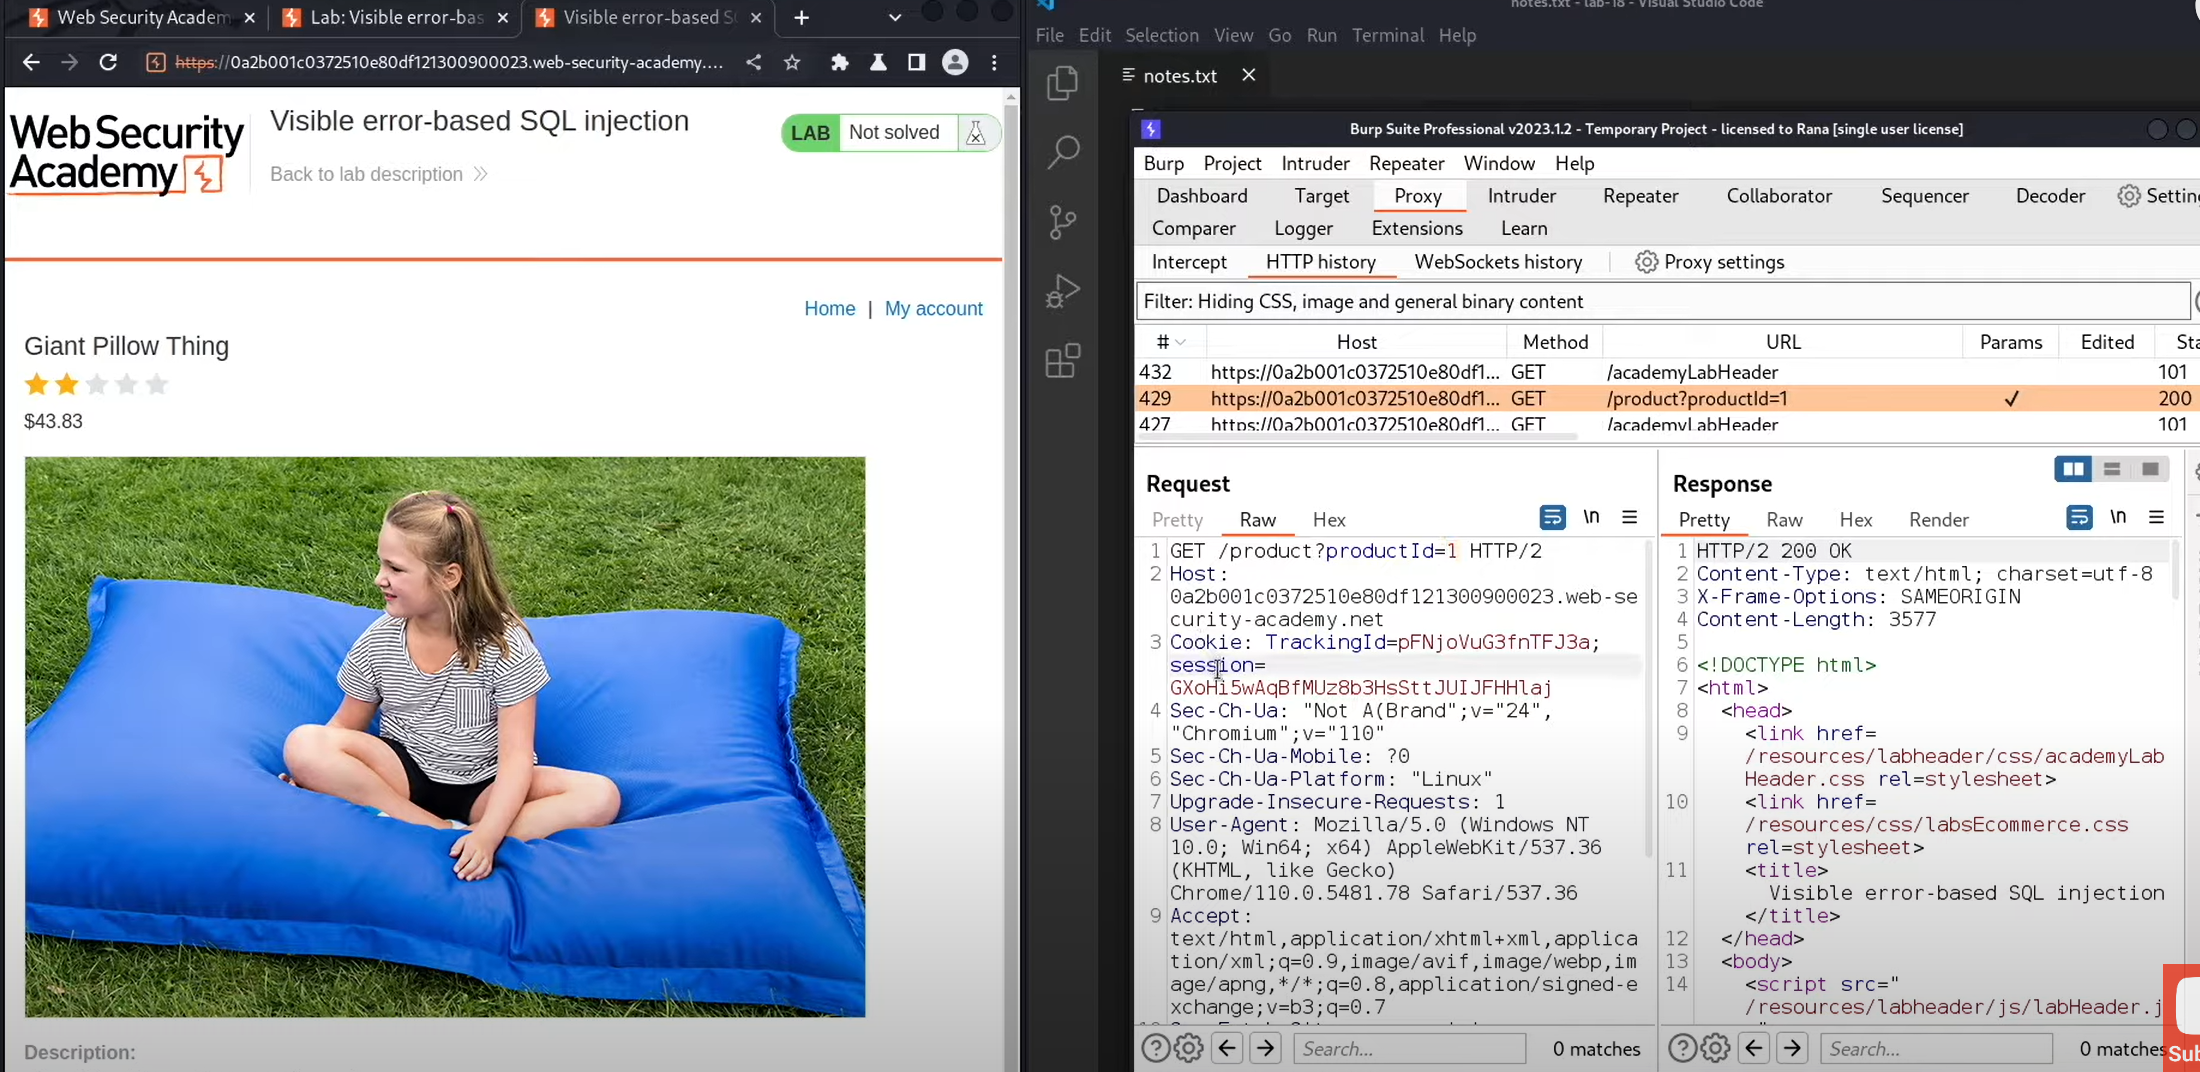 Web Security Academ
Lab: Visible error-bas
Visible error-based S
https://0a2b001c0372510e80df121300900023.web-security-academy....
Web Security
Academy
Visible error-based SQL injection
Back to lab description
LAB Not solved
Home | My account
Giant Pillow Thing
$43.83
Description:
notes.txt - lab-18 - Visual Studio Code
File Edit Selection View Go Run Terminal Help
notes.txt
Burp Suite Professional v2023.1.2 - Temporary Project - licensed to Rana [single user license]
Burp Project Intruder Repeater Window Help
Dashboard Target Proxy Intruder Repeater Collaborator Sequencer Decoder Settin
Comparer Logger Extensions Learn
Intercept HTTP history WebSockets history Proxy settings
Filter: Hiding CSS, image and general binary content
# Host Method URL Params Edited Sta
432 https://0a2b001c0372510e80df1... GET /academyLabHeader 101
429 https://0a2b001c0372510e80df1... GET /product?productId=1 ✓ 200
427 https://0a2b001c0372510e80df1... GET /academyLabHeader 101
Request
Pretty Raw Hex \n
1 GET /product?productId=1 HTTP/2
2 Host:
0a2b001c0372510e80df121300900023.web-se
curity-academy.net
3 Cookie: TrackingId=pFNjoVuG3fnTFJ3a;
session=
GXoHi5wAqBfMUz8b3HsSttJUIJFHHlaj
4 Sec-Ch-Ua: "Not A(Brand";v="24",
"Chromium";v="110"
5 Sec-Ch-Ua-Mobile: ?0
6 Sec-Ch-Ua-Platform: "Linux"
7 Upgrade-Insecure-Requests: 1
8 User-Agent: Mozilla/5.0 (Windows NT
10.0; Win64; x64) AppleWebKit/537.36
(KHTML, like Gecko)
Chrome/110.0.5481.78 Safari/537.36
9 Accept:
text/html,application/xhtml+xml,applica
tion/xml;q=0.9,image/avif,image/webp,im
age/apng,*/*;q=0.8,application/signed-e
xchange;v=b3;q=0.7
Search... 0 matches
Response
Pretty Raw Hex Render \n
1 HTTP/2 200 OK
2 Content-Type: text/html; charset=utf-8
3 X-Frame-Options: SAMEORIGIN
4 Content-Length: 3577
5
6 <!DOCTYPE html>
7 <html>
8 <head>
9 <link href=
/resources/labheader/css/academyLab
Header.css rel=stylesheet>
10 <link href=
/resources/css/labsEcommerce.css
rel=stylesheet>
11 <title>
Visible error-based SQL injection
</title>
12 </head>
13 <body>
14 <script src="
/resources/labheader/js/labHeader.j
Search... 0 matches
Sub